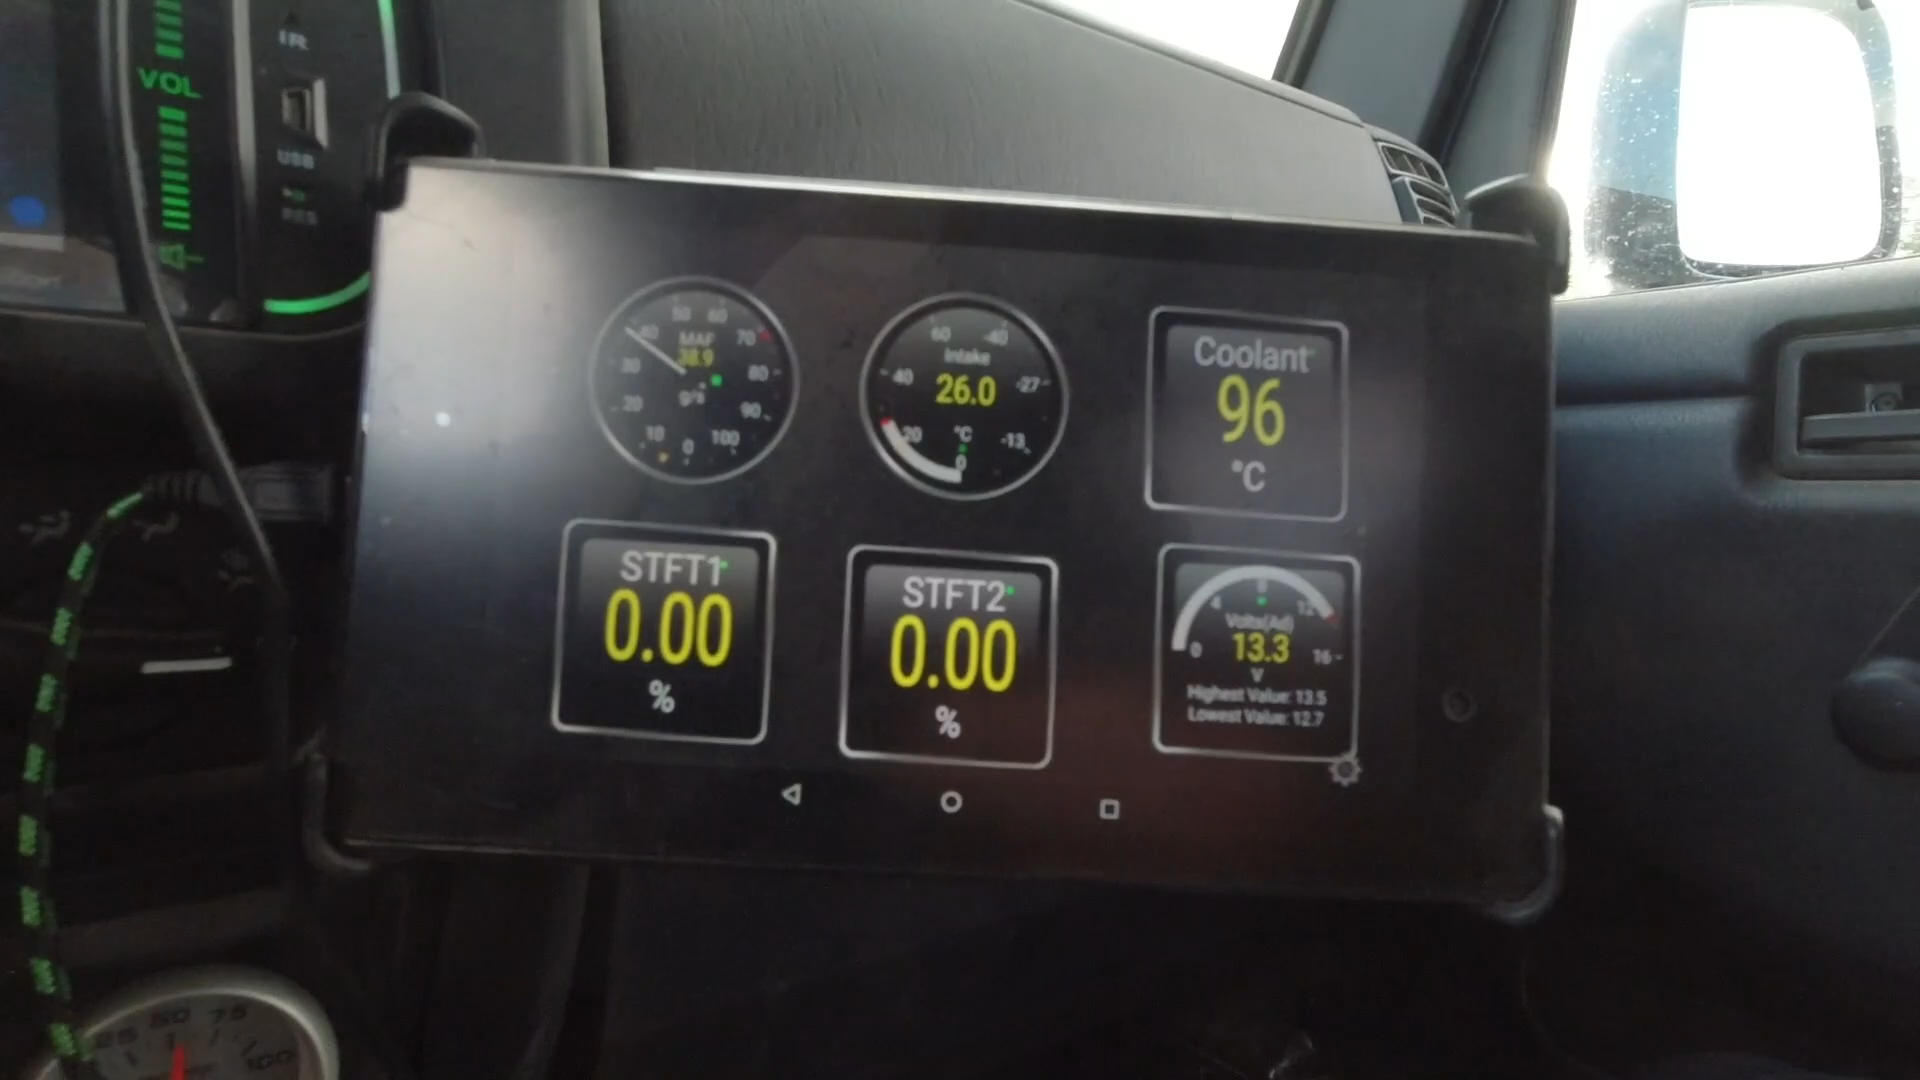 IR
VOL
USB
RES
50 60
40 MAF 70
38.9
30 80
g/s
20 90
10 0 100
60 -40
Intake
40 26.0 -27
20 °C -13
0
Coolant
96
°C
STFT1
0.00
%
STFT2
0.00
%
8
4 12
Volts(Ad)
0 13.3 16
V
Highest Value: 13.5
Lowest Value: 12.7
25 50 75
100